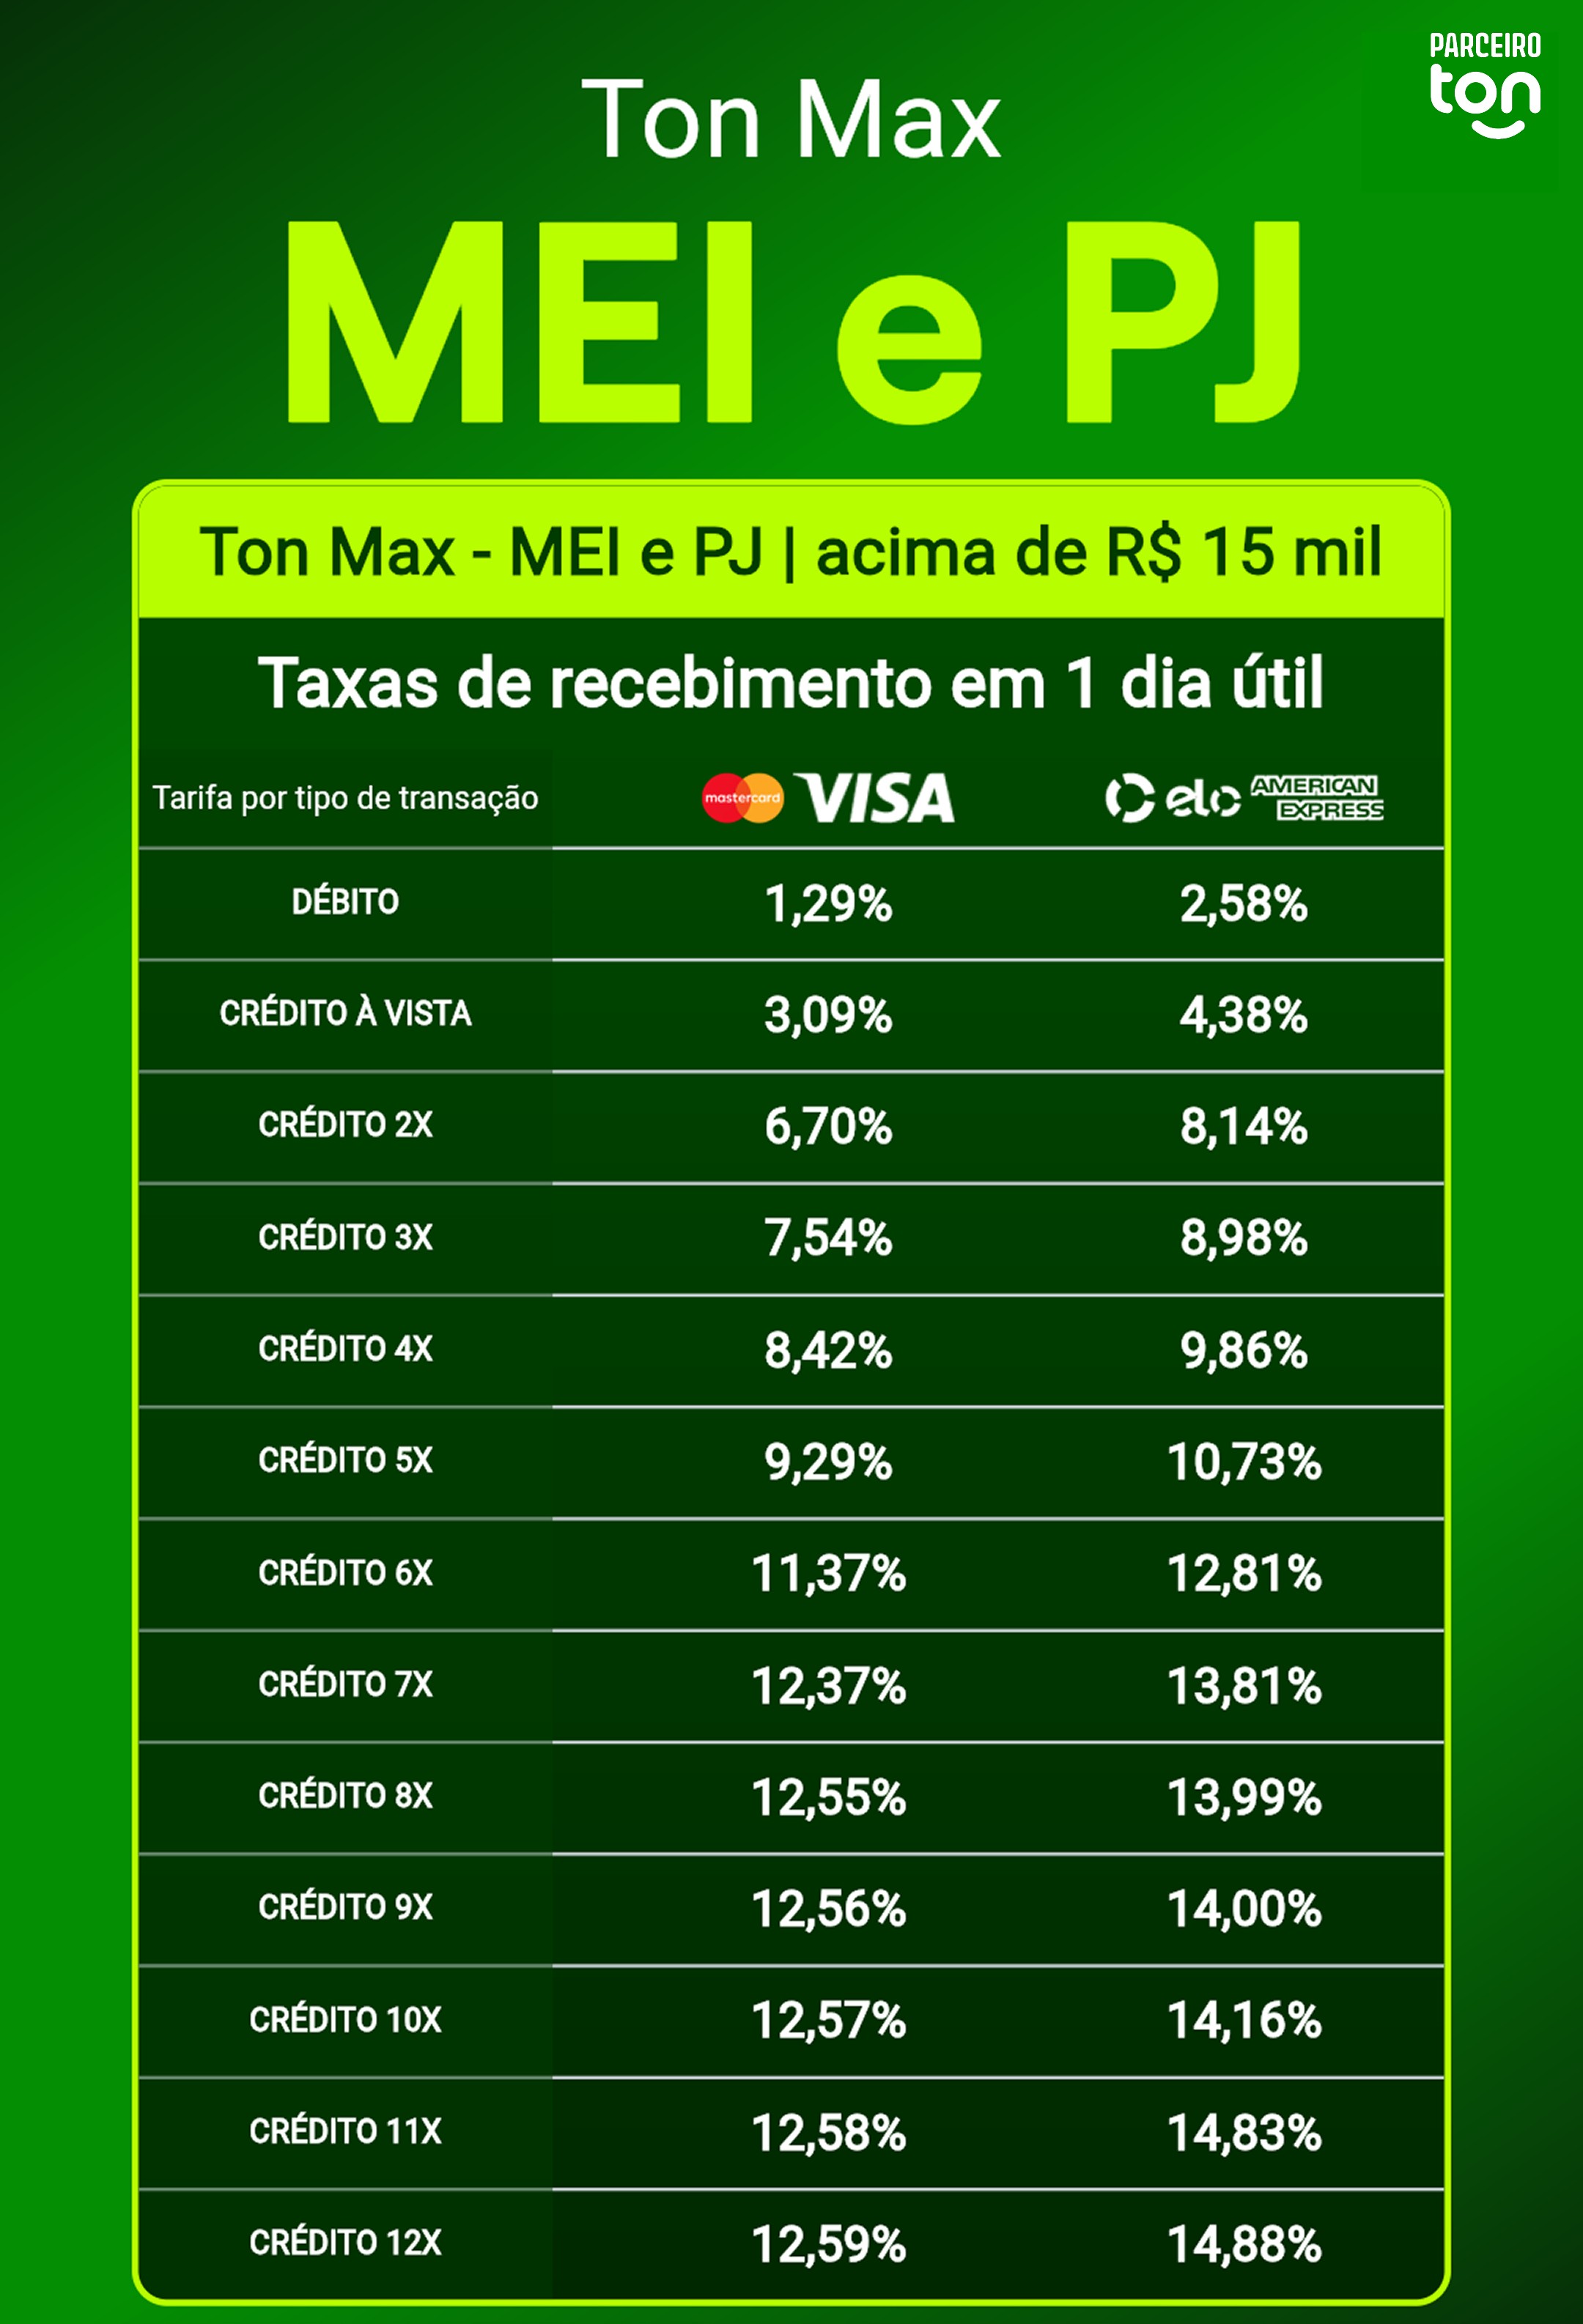 PARCEIRO
ton
Ton Max
MEI e PJ
Ton Max - MEI e PJ | acima de R$ 15 mil
Taxas de recebimento em 1 dia útil
Tarifa por tipo de transação mastercard VISA elo AMERICAN EXPRESS
DÉBITO 1,29% 2,58%
CRÉDITO À VISTA 3,09% 4,38%
CRÉDITO 2X 6,70% 8,14%
CRÉDITO 3X 7,54% 8,98%
CRÉDITO 4X 8,42% 9,86%
CRÉDITO 5X 9,29% 10,73%
CRÉDITO 6X 11,37% 12,81%
CRÉDITO 7X 12,37% 13,81%
CRÉDITO 8X 12,55% 13,99%
CRÉDITO 9X 12,56% 14,00%
CRÉDITO 10X 12,57% 14,16%
CRÉDITO 11X 12,58% 14,83%
CRÉDITO 12X 12,59% 14,88%